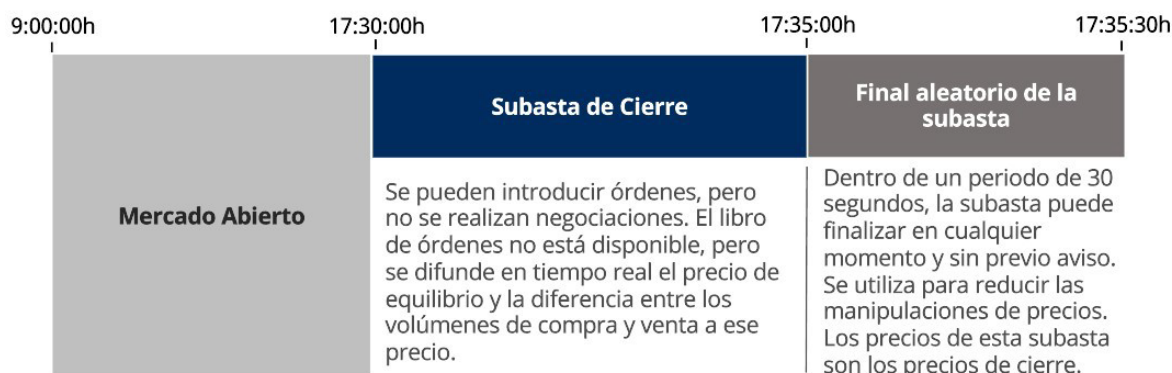 9:00:00h 17:30:00h 17:35:00h 17:35:30h
Mercado Abierto
Subasta de Cierre
Se pueden introducir órdenes, pero
no se realizan negociaciones. El libro
de órdenes no está disponible, pero
se difunde en tiempo real el precio de
equilibrio y la diferencia entre los
volúmenes de compra y venta a ese
precio.
Final aleatorio de la
subasta
Dentro de un periodo de 30
segundos, la subasta puede
finalizar en cualquier
momento y sin previo aviso.
Se utiliza para reducir las
manipulaciones de precios.
Los precios de esta subasta
son los precios de cierre.